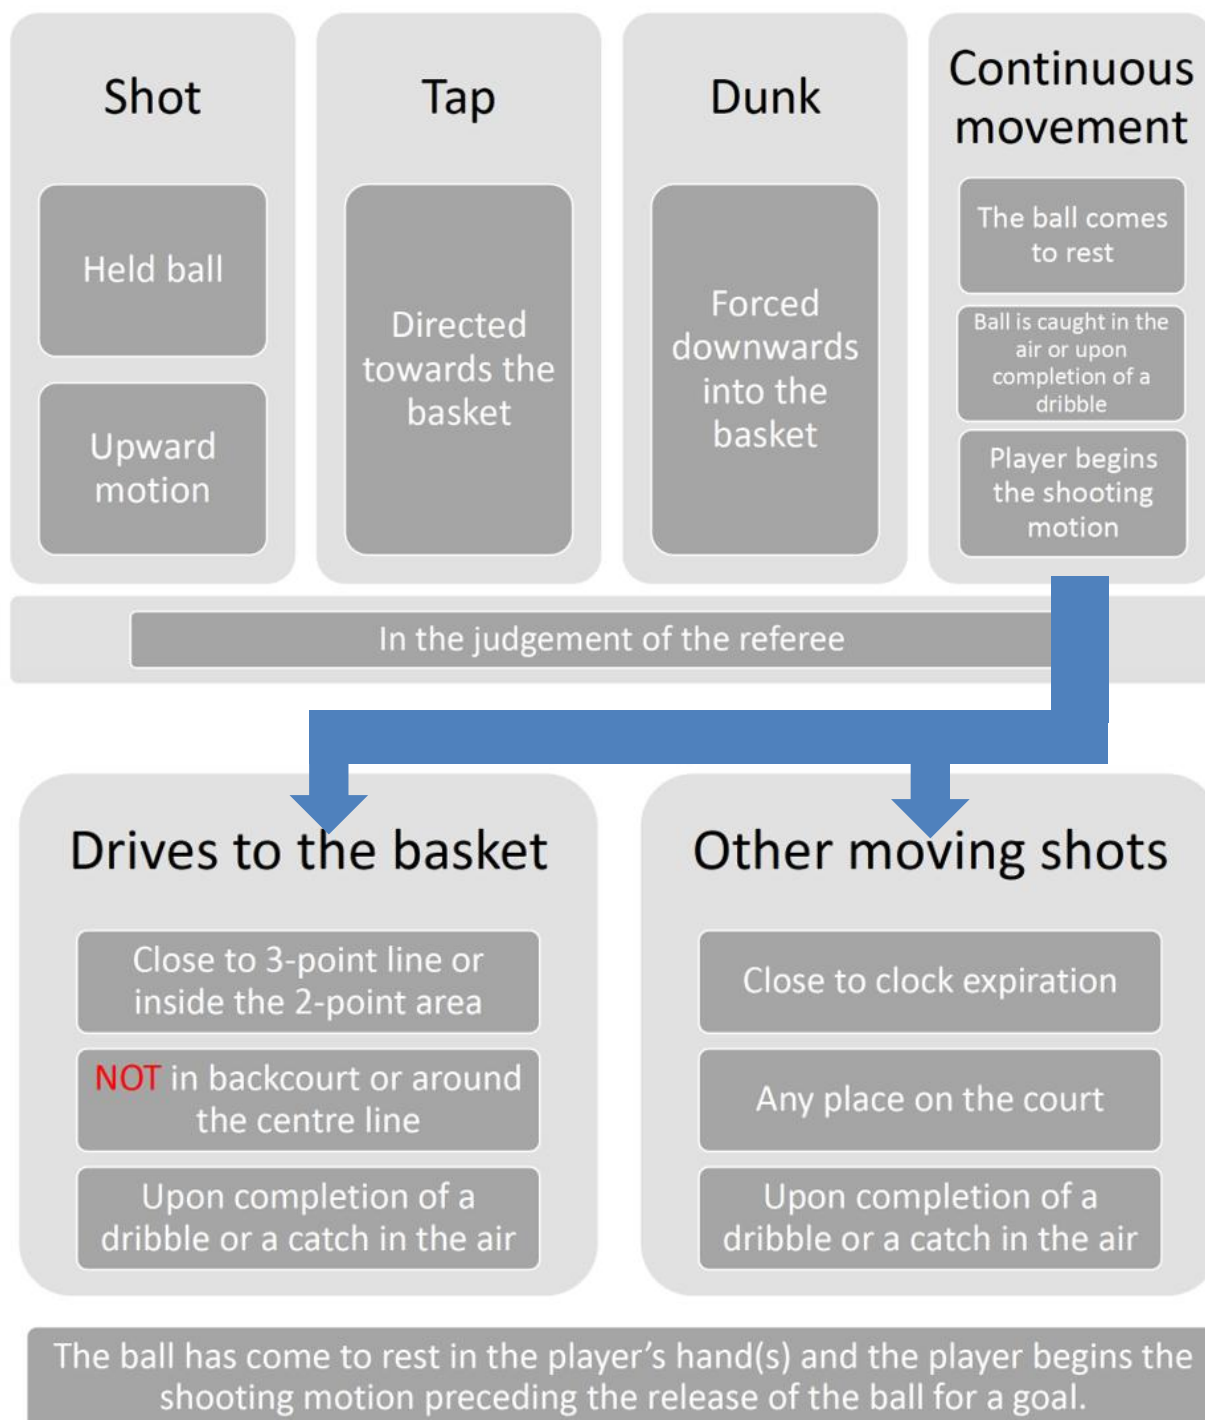 Shot
Held ball
Upward
motion
Tap
Directed
towards the
basket
Dunk
Forced
downwards
into the
basket
Continuous
movement
The ball comes
to rest
Ball is caught in the
air or upon
completion of a
dribble
Player begins
the shooting
motion
In the judgement of the referee
Drives to the basket
Close to 3-point line or
inside the 2-point area
NOT in backcourt or around
the centre line
Upon completion of a
dribble or a catch in the air
Other moving shots
Close to clock expiration
Any place on the court
Upon completion of a
dribble or a catch in the air
The ball has come to rest in the player's hand(s) and the player begins the
shooting motion preceding the release of the ball for a goal.